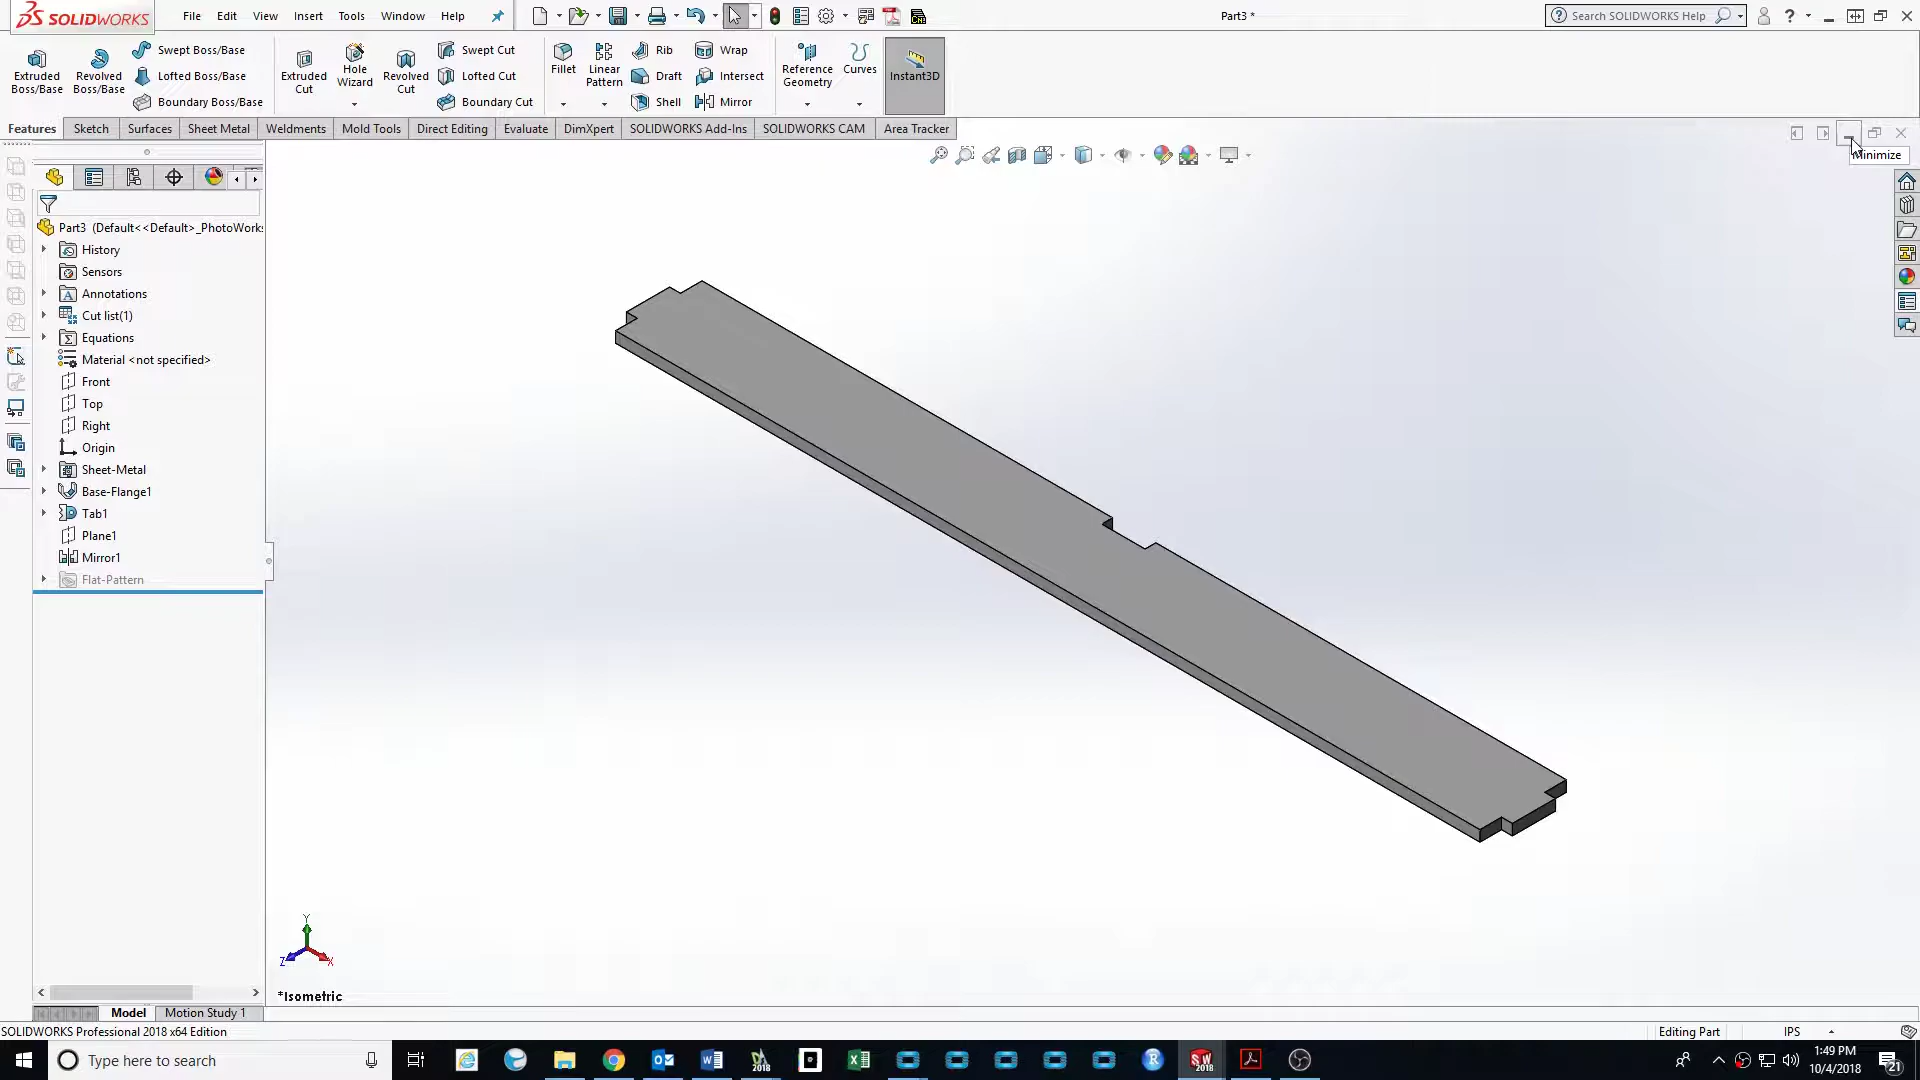 SOLIDWORKS File Edit View Insert Tools Window Help Part3 * Search SOLIDWORKS Help
Extruded Boss/Base
Revolved Boss/Base
Swept Boss/Base
Lofted Boss/Base
Boundary Boss/Base
Extruded Cut
Hole Wizard
Revolved Cut
Swept Cut
Lofted Cut
Boundary Cut
Fillet
Linear Pattern
Rib
Draft
Shell
Wrap
Intersect
Mirror
Reference Geometry
Curves
Instant3D
Features Sketch Surfaces Sheet Metal Weldments Mold Tools Direct Editing Evaluate DimXpert SOLIDWORKS Add-Ins SOLIDWORKS CAM Area Tracker
Minimize
Part3 (Default<<Default>_PhotoWorks
History
Sensors
Annotations
Cut list(1)
Equations
Material <not specified>
Front
Top
Right
Origin
Sheet-Metal
Base-Flange1
Tab1
Plane1
Mirror1
Flat-Pattern
Y
Z X
*Isometric
Model Motion Study 1
SOLIDWORKS Professional 2018 x64 Edition Editing Part IPS
Type here to search
1:49 PM
10/4/2018
21